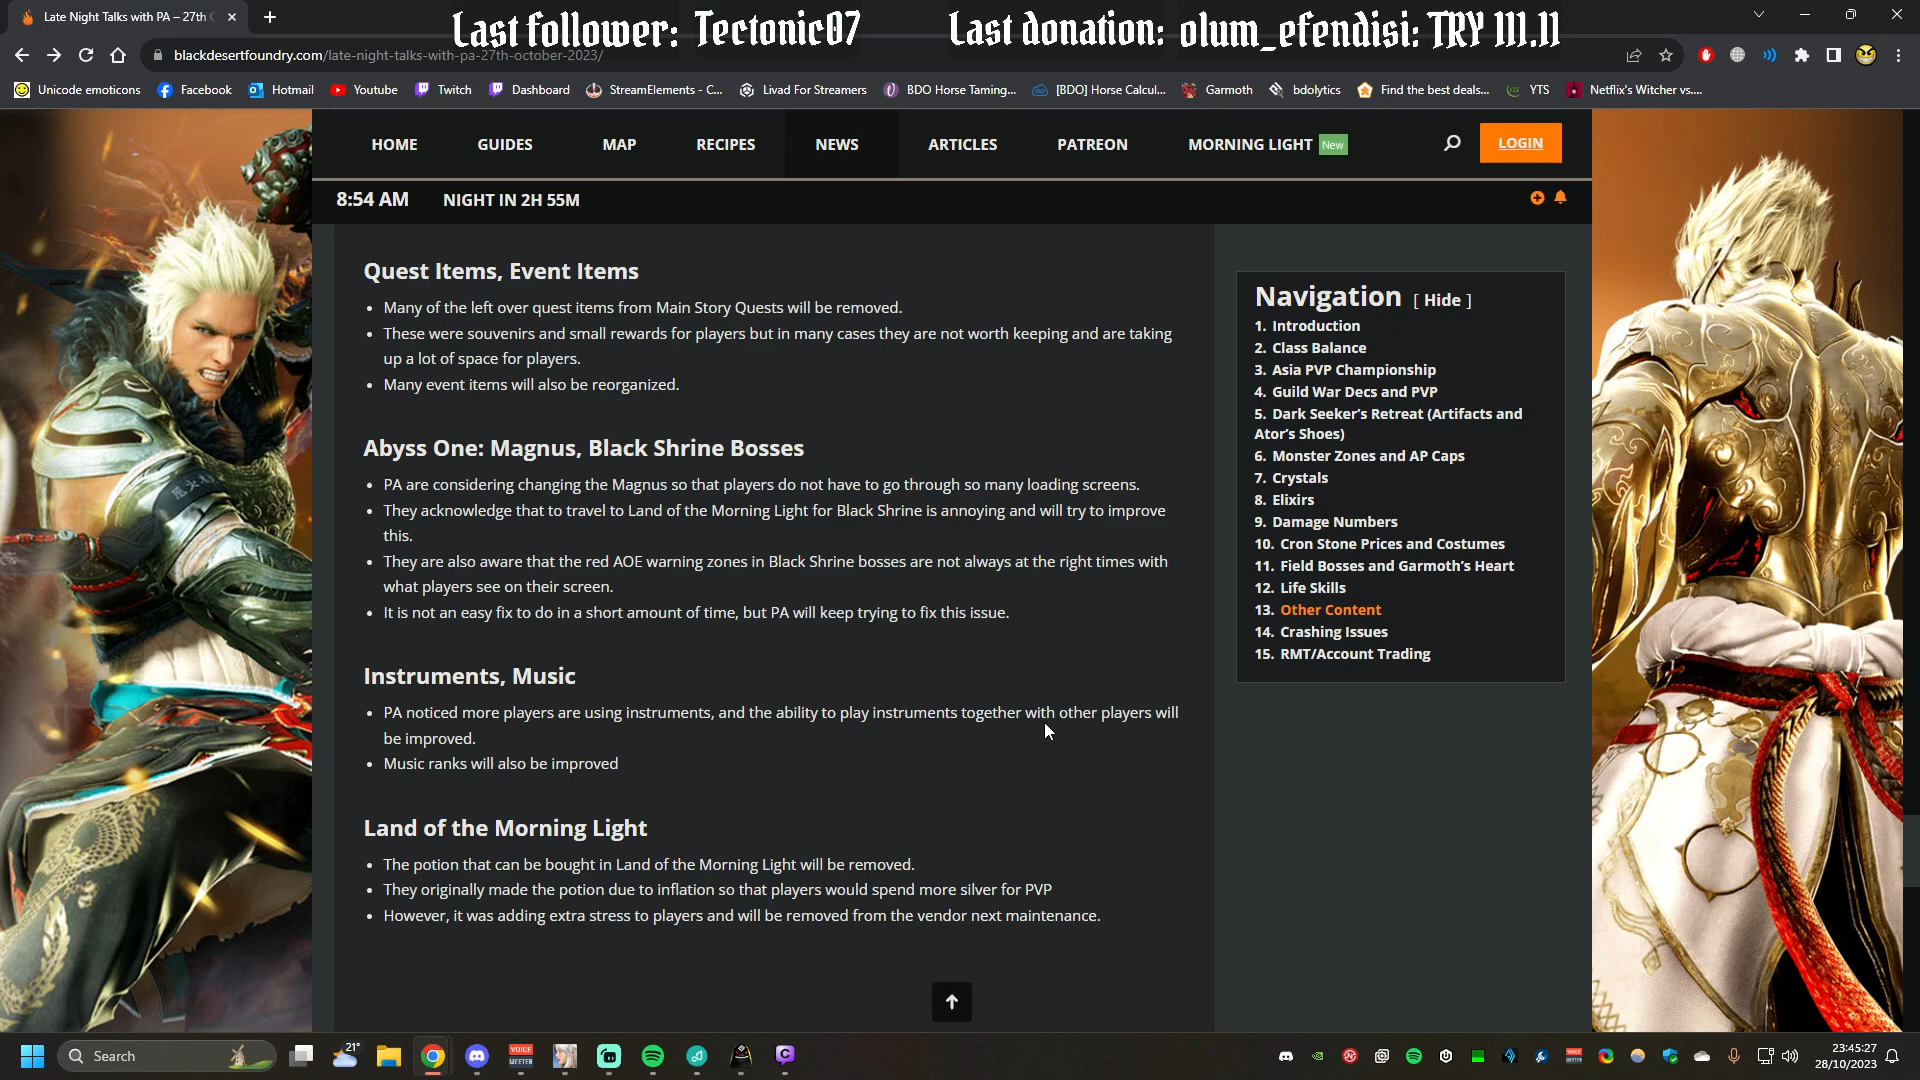 Last follower: Tectonic07
Last donation: olum_efendisi: TRY 111.11
Late Night Talks with PA – 27th
blackdesertfoundry.com/late-night-talks-with-pa-27th-october-2023/
Unicode emoticons
Facebook
Hotmail
Youtube
Twitch
Dashboard
StreamElements - C...
Livad For Streamers
BDO Horse Taming...
[BDO] Horse Calcul...
Garmoth
bdolytics
Find the best deals...
YTS
Netflix's Witcher vs....
HOME
GUIDES
MAP
RECIPES
NEWS
ARTICLES
PATREON
MORNING LIGHT New
LOGIN
8:54 AM
NIGHT IN 2H 55M
Quest Items, Event Items
Many of the left over quest items from Main Story Quests will be removed.
These were souvenirs and small rewards for players but in many cases they are not worth keeping and are taking
up a lot of space for players.
Many event items will also be reorganized.
Abyss One: Magnus, Black Shrine Bosses
PA are considering changing the Magnus so that players do not have to go through so many loading screens.
They acknowledge that to travel to Land of the Morning Light for Black Shrine is annoying and will try to improve
this.
They are also aware that the red AOE warning zones in Black Shrine bosses are not always at the right times with
what players see on their screen.
It is not an easy fix to do in a short amount of time, but PA will keep trying to fix this issue.
Instruments, Music
PA noticed more players are using instruments, and the ability to play instruments together with other players will
be improved.
Music ranks will also be improved
Land of the Morning Light
The potion that can be bought in Land of the Morning Light will be removed.
They originally made the potion due to inflation so that players would spend more silver for PVP
However, it was adding extra stress to players and will be removed from the vendor next maintenance.
Navigation [ Hide ]
1. Introduction
2. Class Balance
3. Asia PVP Championship
4. Guild War Decs and PVP
5. Dark Seeker's Retreat (Artifacts and
Ator's Shoes)
6. Monster Zones and AP Caps
7. Crystals
8. Elixirs
9. Damage Numbers
10. Cron Stone Prices and Costumes
11. Field Bosses and Garmoth's Heart
12. Life Skills
13. Other Content
14. Crashing Issues
15. RMT/Account Trading
Search
21°
VOICE
MEETER
23:45:27
28/10/2023